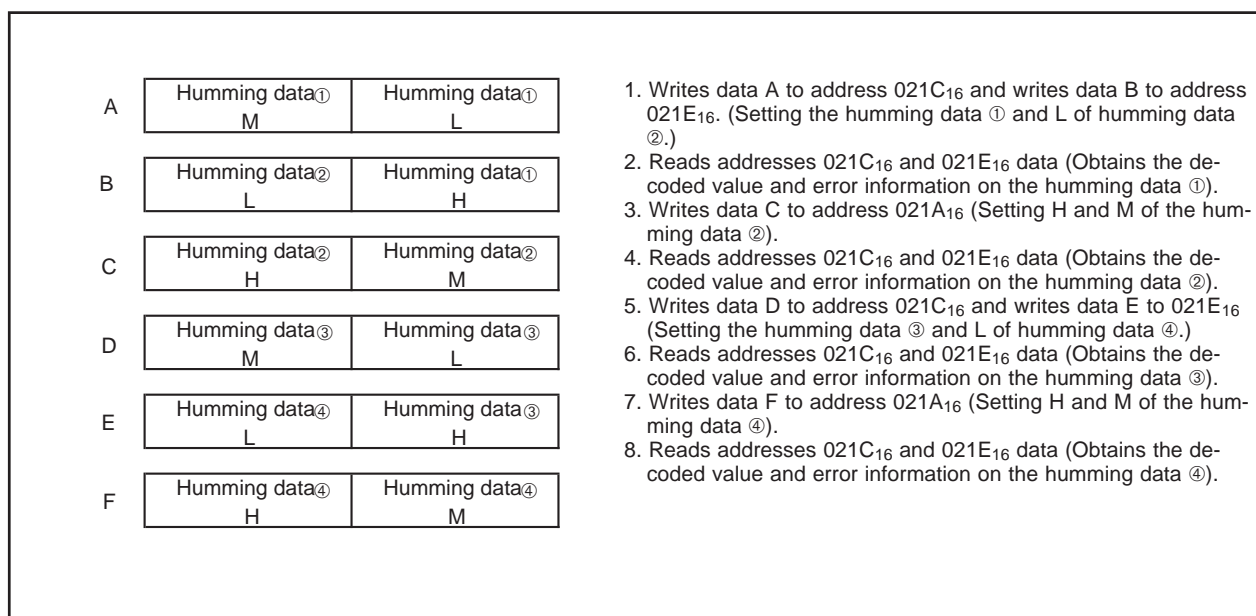 A
Humming data① Humming data①
M L
B
Humming data② Humming data①
L H
C
Humming data② Humming data②
H M
D
Humming data③ Humming data③
M L
E
Humming data④ Humming data③
L H
F
Humming data④ Humming data④
H M
1. Writes data A to address 021C₁₆ and writes data B to address
021E₁₆. (Setting the humming data ① and L of humming data
②.)
2. Reads addresses 021C₁₆ and 021E₁₆ data (Obtains the de-
coded value and error information on the humming data ①).
3. Writes data C to address 021A₁₆ (Setting H and M of the hum-
ming data ②).
4. Reads addresses 021C₁₆ and 021E₁₆ data (Obtains the de-
coded value and error information on the humming data ②).
5. Writes data D to address 021C₁₆ and writes data E to 021E₁₆
(Setting the humming data ③ and L of humming data ④.)
6. Reads addresses 021C₁₆ and 021E₁₆ data (Obtains the de-
coded value and error information on the humming data ③).
7. Writes data F to address 021A₁₆ (Setting H and M of the hum-
ming data ④).
8. Reads addresses 021C₁₆ and 021E₁₆ data (Obtains the de-
coded value and error information on the humming data ④).